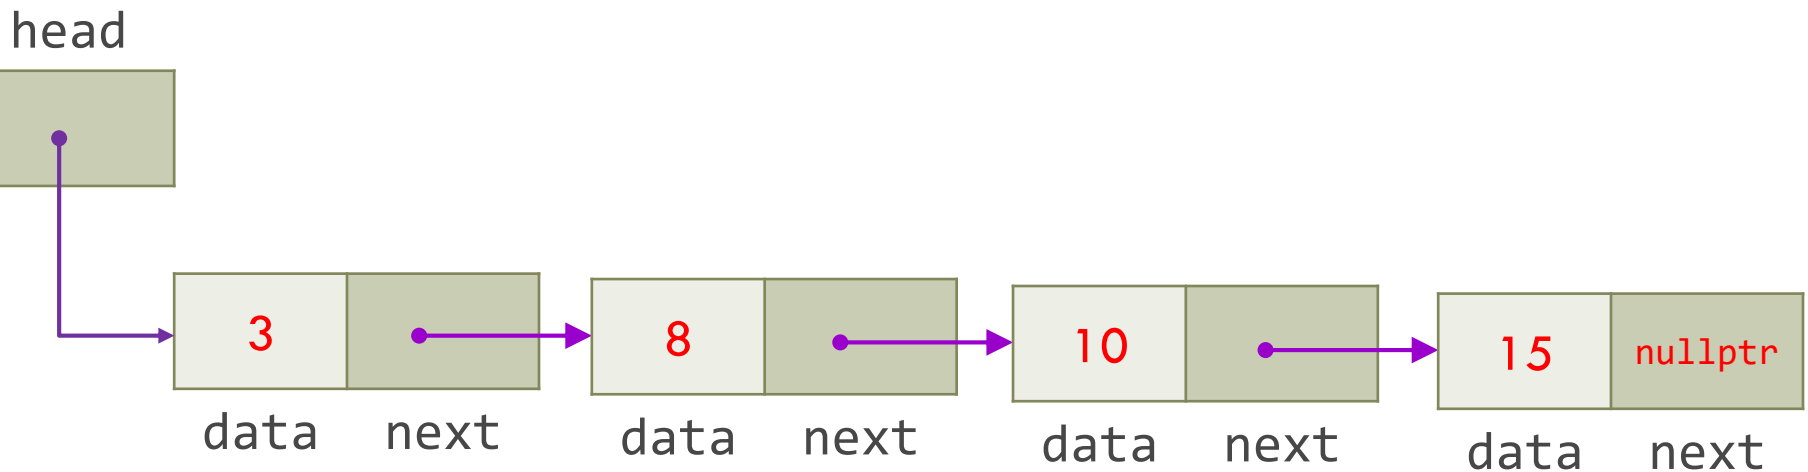 head
3
8
10
15 nullptr
data next data next data next data next